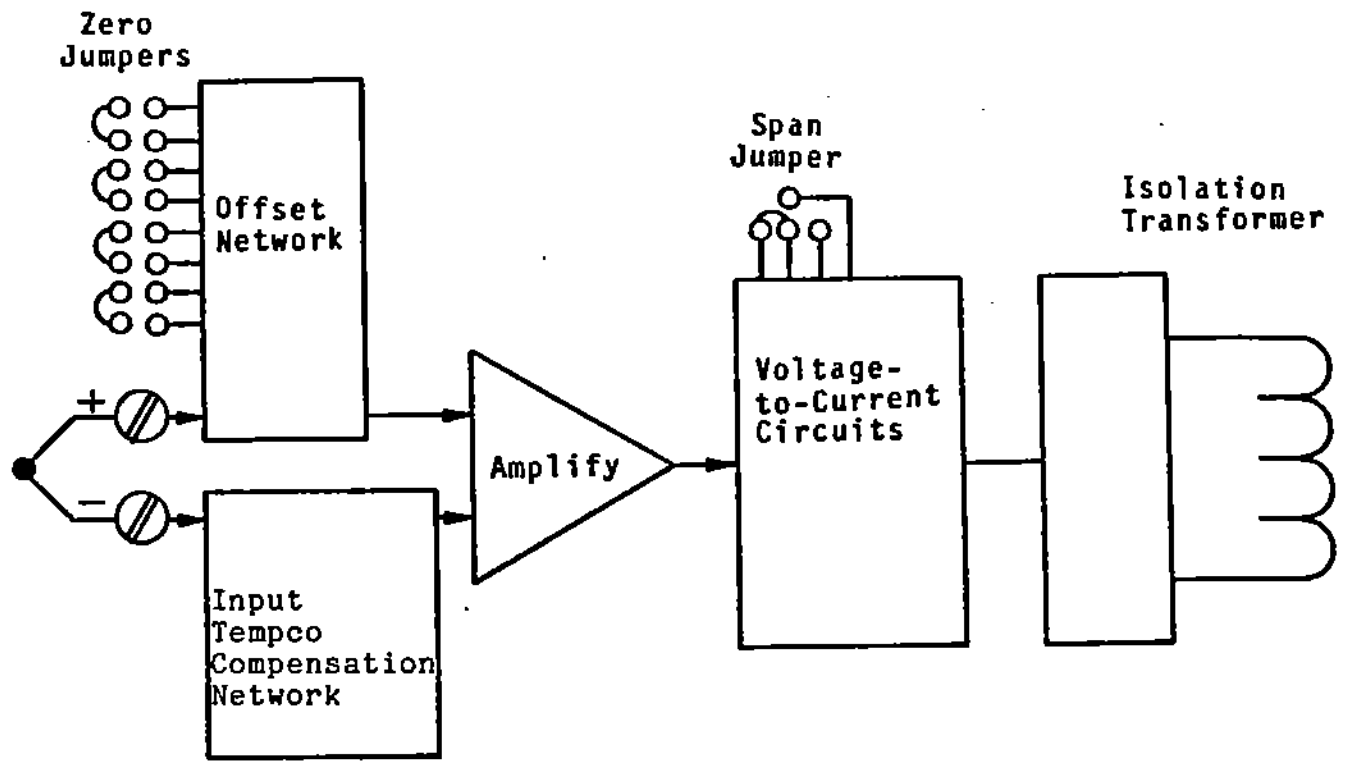 Zero
Jumpers
Offset
Network
Span
Jumper
Isolation
Transformer
Voltage-
to-Current
Circuits
+
Amplify
−
Input
Tempco
Compensation
Network